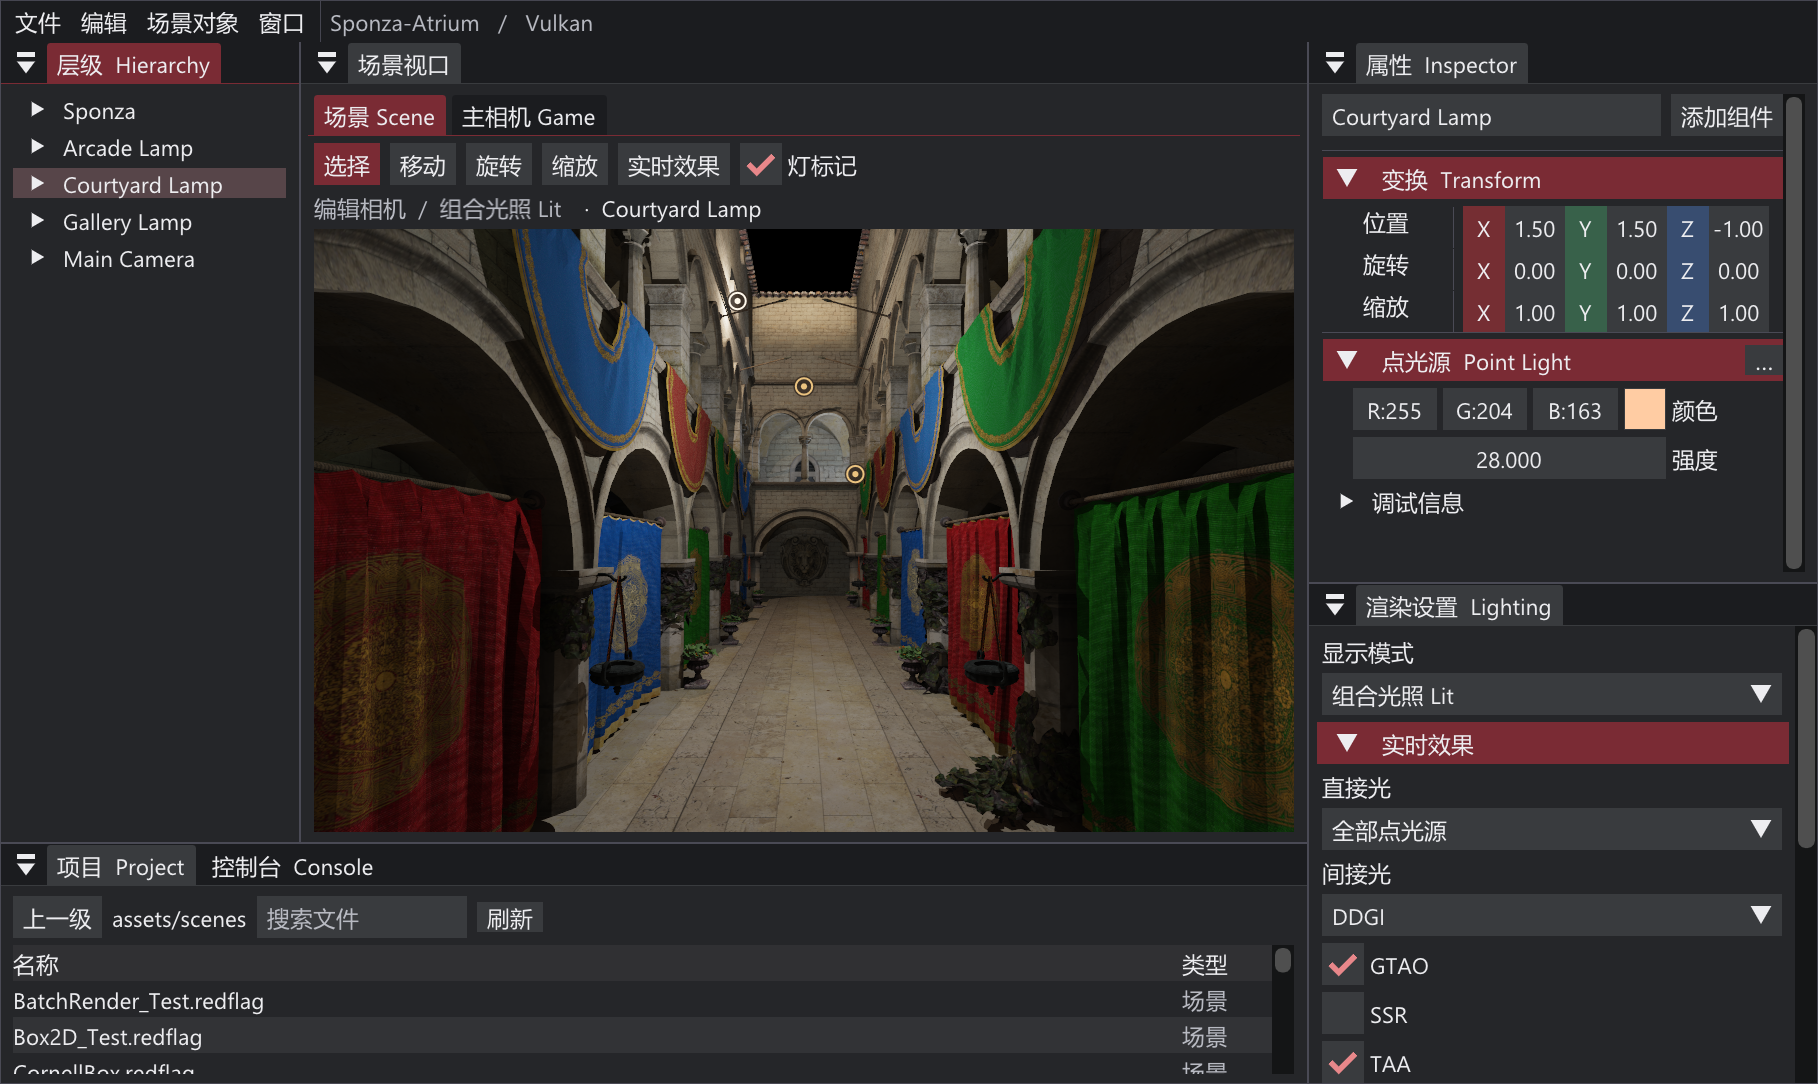 文件 编辑 场景对象 窗口 Sponza-Atrium / Vulkan
层级 Hierarchy
Sponza
Arcade Lamp
Courtyard Lamp
Gallery Lamp
Main Camera
场景视口
场景 Scene 主相机 Game
选择 移动 旋转 缩放 实时效果 灯标记
编辑相机 / 组合光照 Lit · Courtyard Lamp
属性 Inspector
Courtyard Lamp 添加组件
变换 Transform
位置 X 1.50 Y 1.50 Z -1.00
旋转 X 0.00 Y 0.00 Z 0.00
缩放 X 1.00 Y 1.00 Z 1.00
点光源 Point Light ...
R:255 G:204 B:163 颜色
28.000 强度
调试信息
渲染设置 Lighting
显示模式
组合光照 Lit
实时效果
直接光
全部点光源
间接光
DDGI
GTAO
SSR
TAA
项目 Project 控制台 Console
上一级 assets/scenes 搜索文件 刷新
名称 类型
BatchRender_Test.redflag 场景
Box2D_Test.redflag 场景
CornellBox.redflag 场景